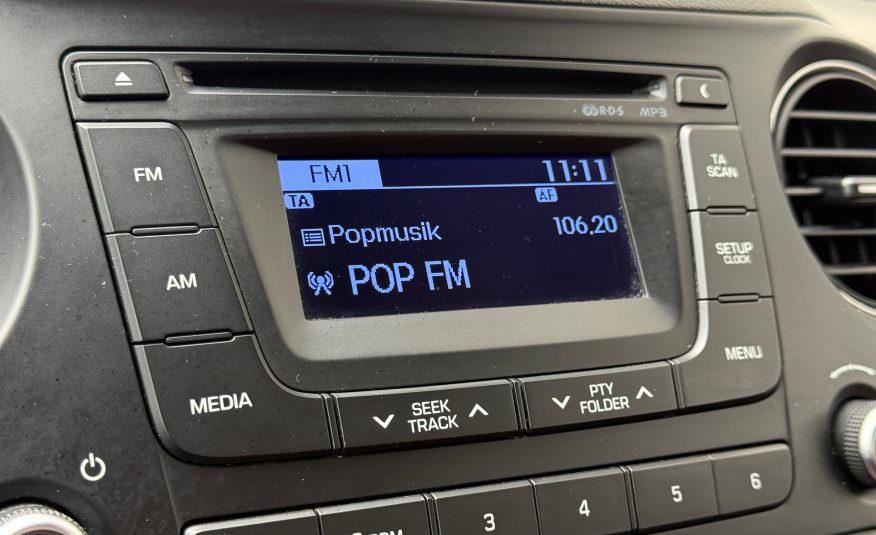 R·D·S MP3
FM
FM1 11:11
TA AF
Popmusik 106,20
POP FM
TA
SCAN
AM
SETUP
CLOCK
MEDIA
SEEK
TRACK
PTY
FOLDER
MENU
3 4 5 6